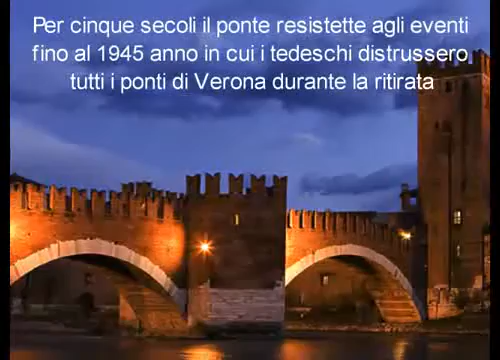 Per cinque secoli il ponte resistette agli eventi
fino al 1945 anno in cui i tedeschi distrussero
tutti i ponti di Verona durante la ritirata